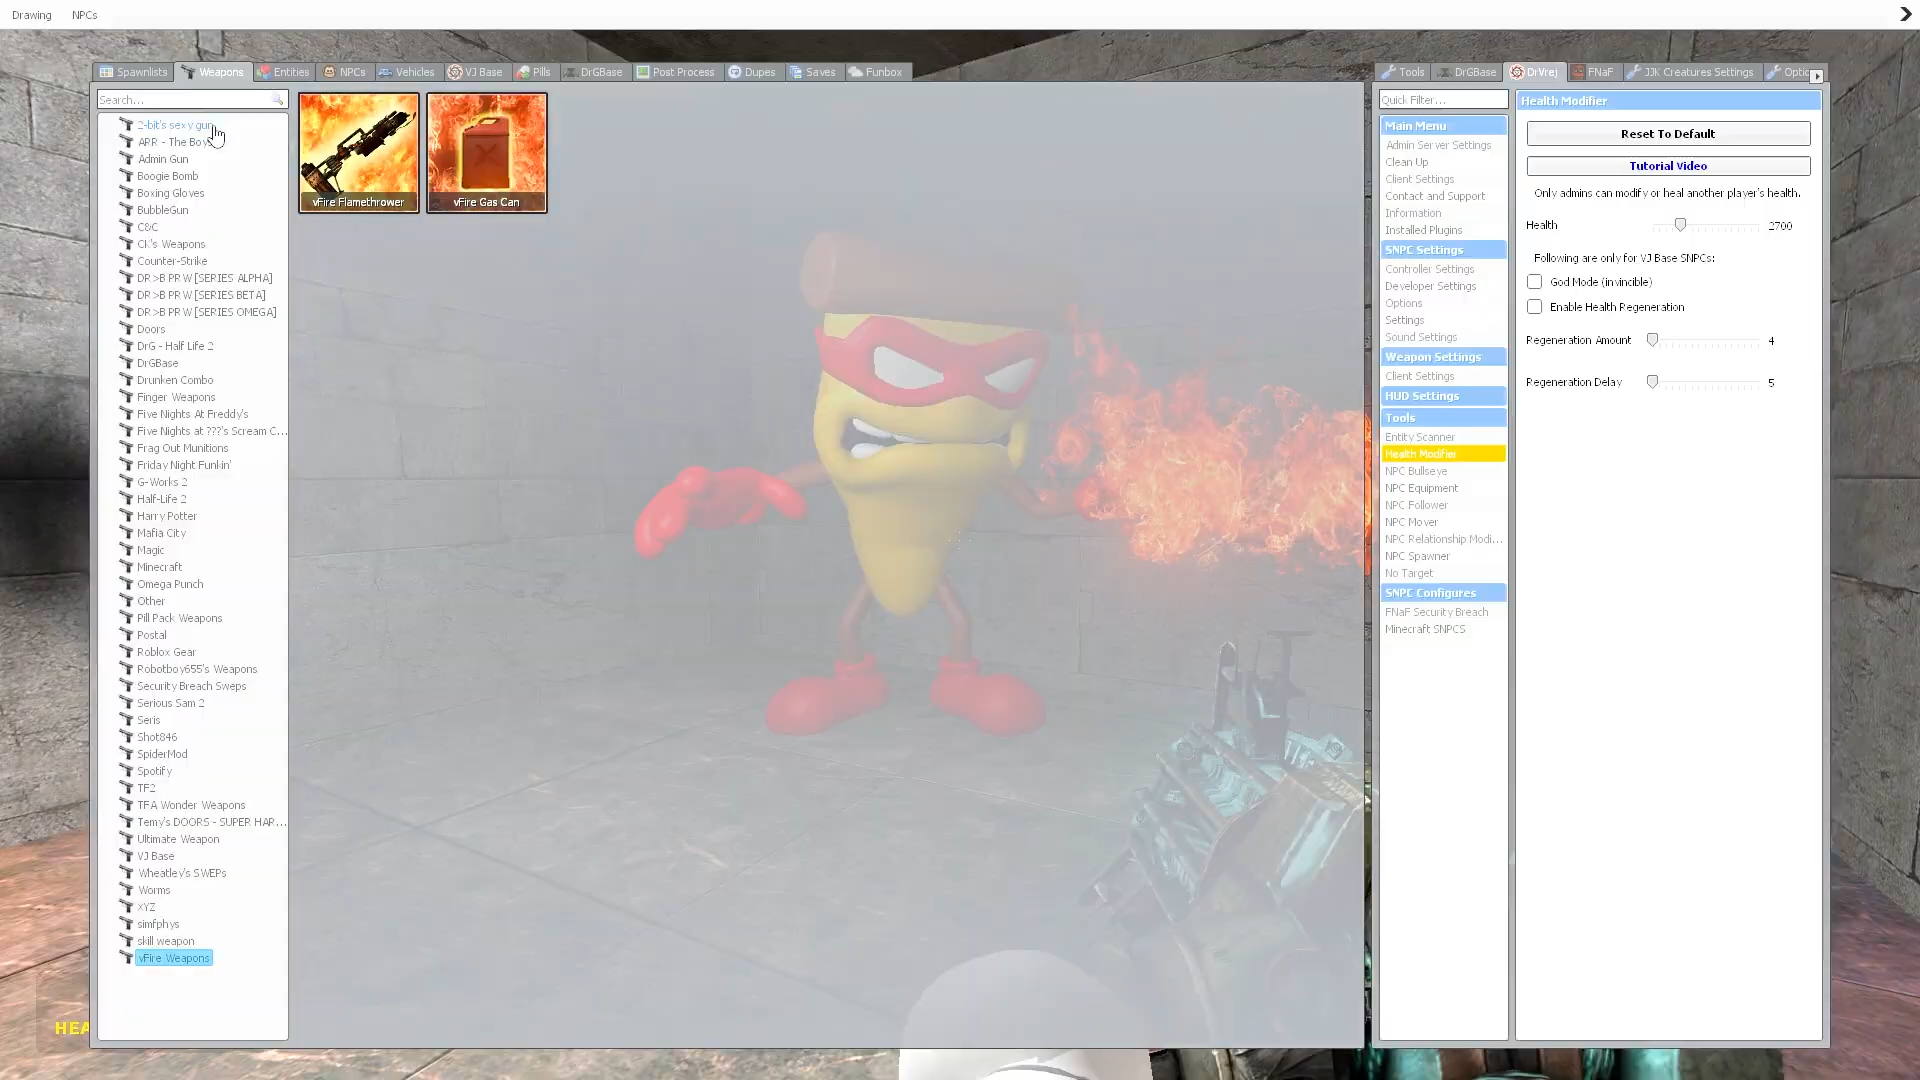 Drawing NPCs
Spawnlists Weapons Entities NPCs Vehicles VJ Base Pills DrGBase Post Process Dupes Saves Funbox
Search...
2-bit's sexy gun
ARR - The Boy
Admin Gun
Boogie Bomb
Boxing Gloves
BubbleGun
C&C
CK's Weapons
Counter-Strike
DR>B PRW [SERIES ALPHA]
DR>B PRW [SERIES BETA]
DR>B PRW [SERIES OMEGA]
Doors
DrG - Half Life 2
DrGBase
Drunken Combo
Finger Weapons
Five Nights At Freddy's
Five Nights at ???'s Scream C...
Frag Out Munitions
Friday Night Funkin'
G-Works 2
Half-Life 2
Harry Potter
Mafia City
Magic
Minecraft
Omega Punch
Other
Pill Pack Weapons
Postal
Roblox Gear
Robotboy655's Weapons
Security Breach Sweps
Serious Sam 2
Seris
Shot846
SpiderMod
Spotify
TF2
TFA Wonder Weapons
Temy's DOORS - SUPER HAR...
Ultimate Weapon
VJ Base
Wheatley's SWEPs
Worms
XYZ
simfphys
skill weapon
vFire Weapons
vFire Flamethrower
vFire Gas Can
HEA
Tools DrGBase DrVrej FNaF JJK Creatures Settings Optic
Quick Filter...
Main Menu
Admin Server Settings
Clean Up
Client Settings
Contact and Support
Information
Installed Plugins
SNPC Settings
Controller Settings
Developer Settings
Options
Settings
Sound Settings
Weapon Settings
Client Settings
HUD Settings
Tools
Entity Scanner
Health Modifier
NPC Bullseye
NPC Equipment
NPC Follower
NPC Mover
NPC Relationship Modi...
NPC Spawner
No Target
SNPC Configures
FNaF Security Breach
Minecraft SNPCS
Health Modifier
Reset To Default
Tutorial Video
Only admins can modify or heal another player's health.
Health 2700
Following are only for VJ Base SNPCs:
God Mode (invincible)
Enable Health Regeneration
Regeneration Amount 4
Regeneration Delay 5